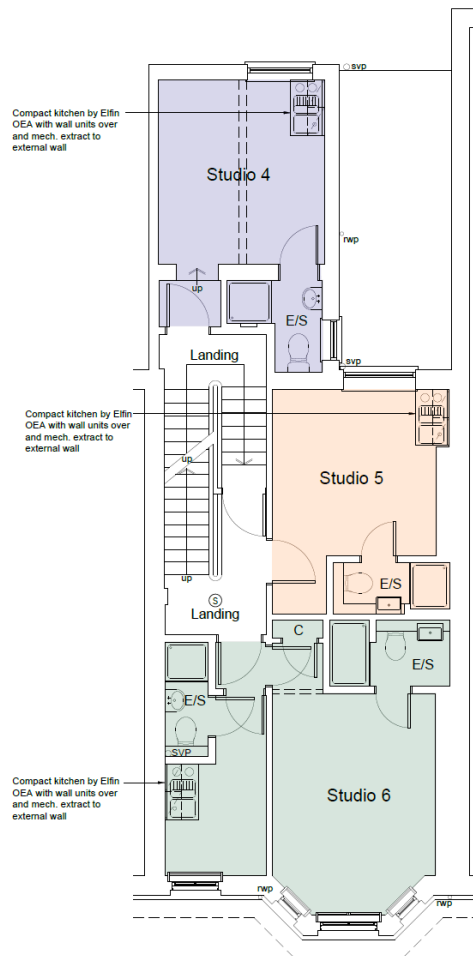 svp
Compact kitchen by Elfin
OEA with wall units over
and mech. extract to
external wall
Studio 4
rwp
up
E/S
Landing
svp
Compact kitchen by Elfin
OEA with wall units over
and mech. extract to
external wall
up
Studio 5
up
E/S
S
Landing
C
E/S
E/S
SVP
Compact kitchen by Elfin
OEA with wall units over
and mech. extract to
external wall
Studio 6
rwp
rwp